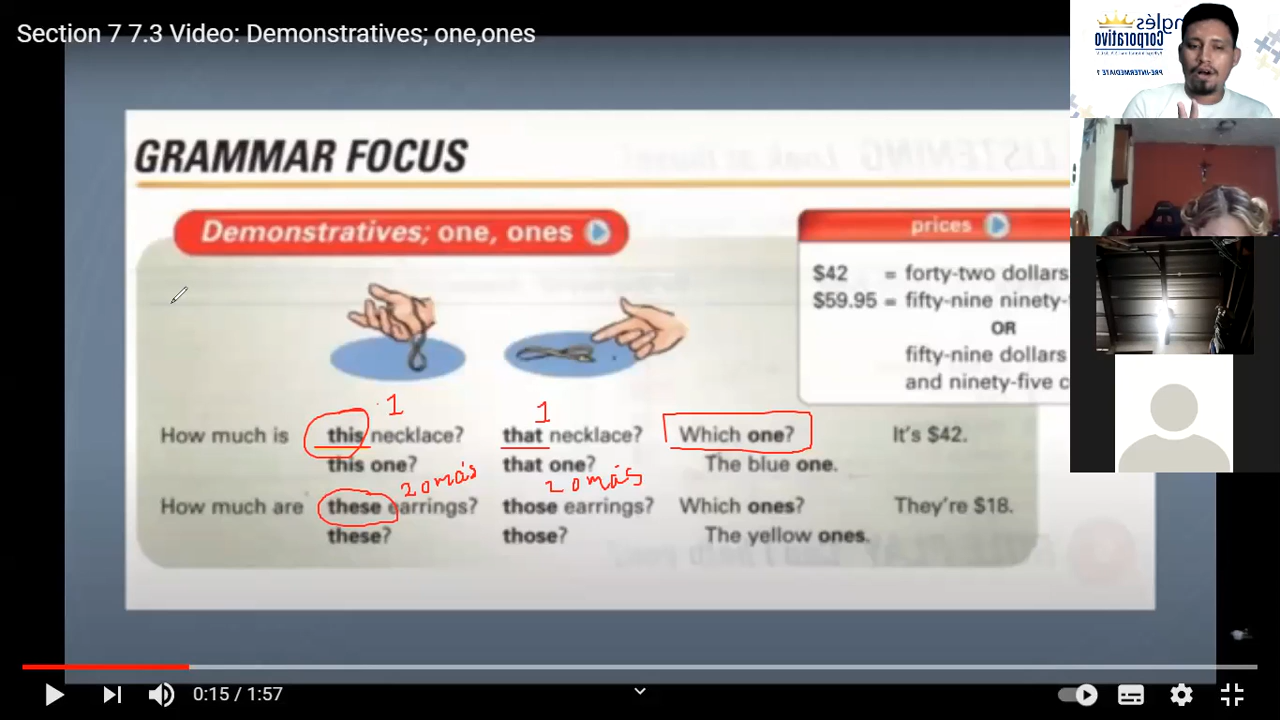 Section 7 7.3 Video: Demonstratives; one,ones
inglés
Corporativo
PRE-INTERMEDIATE 7
GRAMMAR FOCUS
Demonstratives; one, ones
prices
$42 = forty-two dollars
$59.95 = fifty-nine ninety-
OR
fifty-nine dollars
and ninety-five c
1 1
How much is this necklace? that necklace? Which one? It's $42.
this one? that one? The blue one.
2 o más 2 o más
How much are these earrings? those earrings? Which ones? They're $18.
these? those? The yellow ones.
0:15 / 1:57